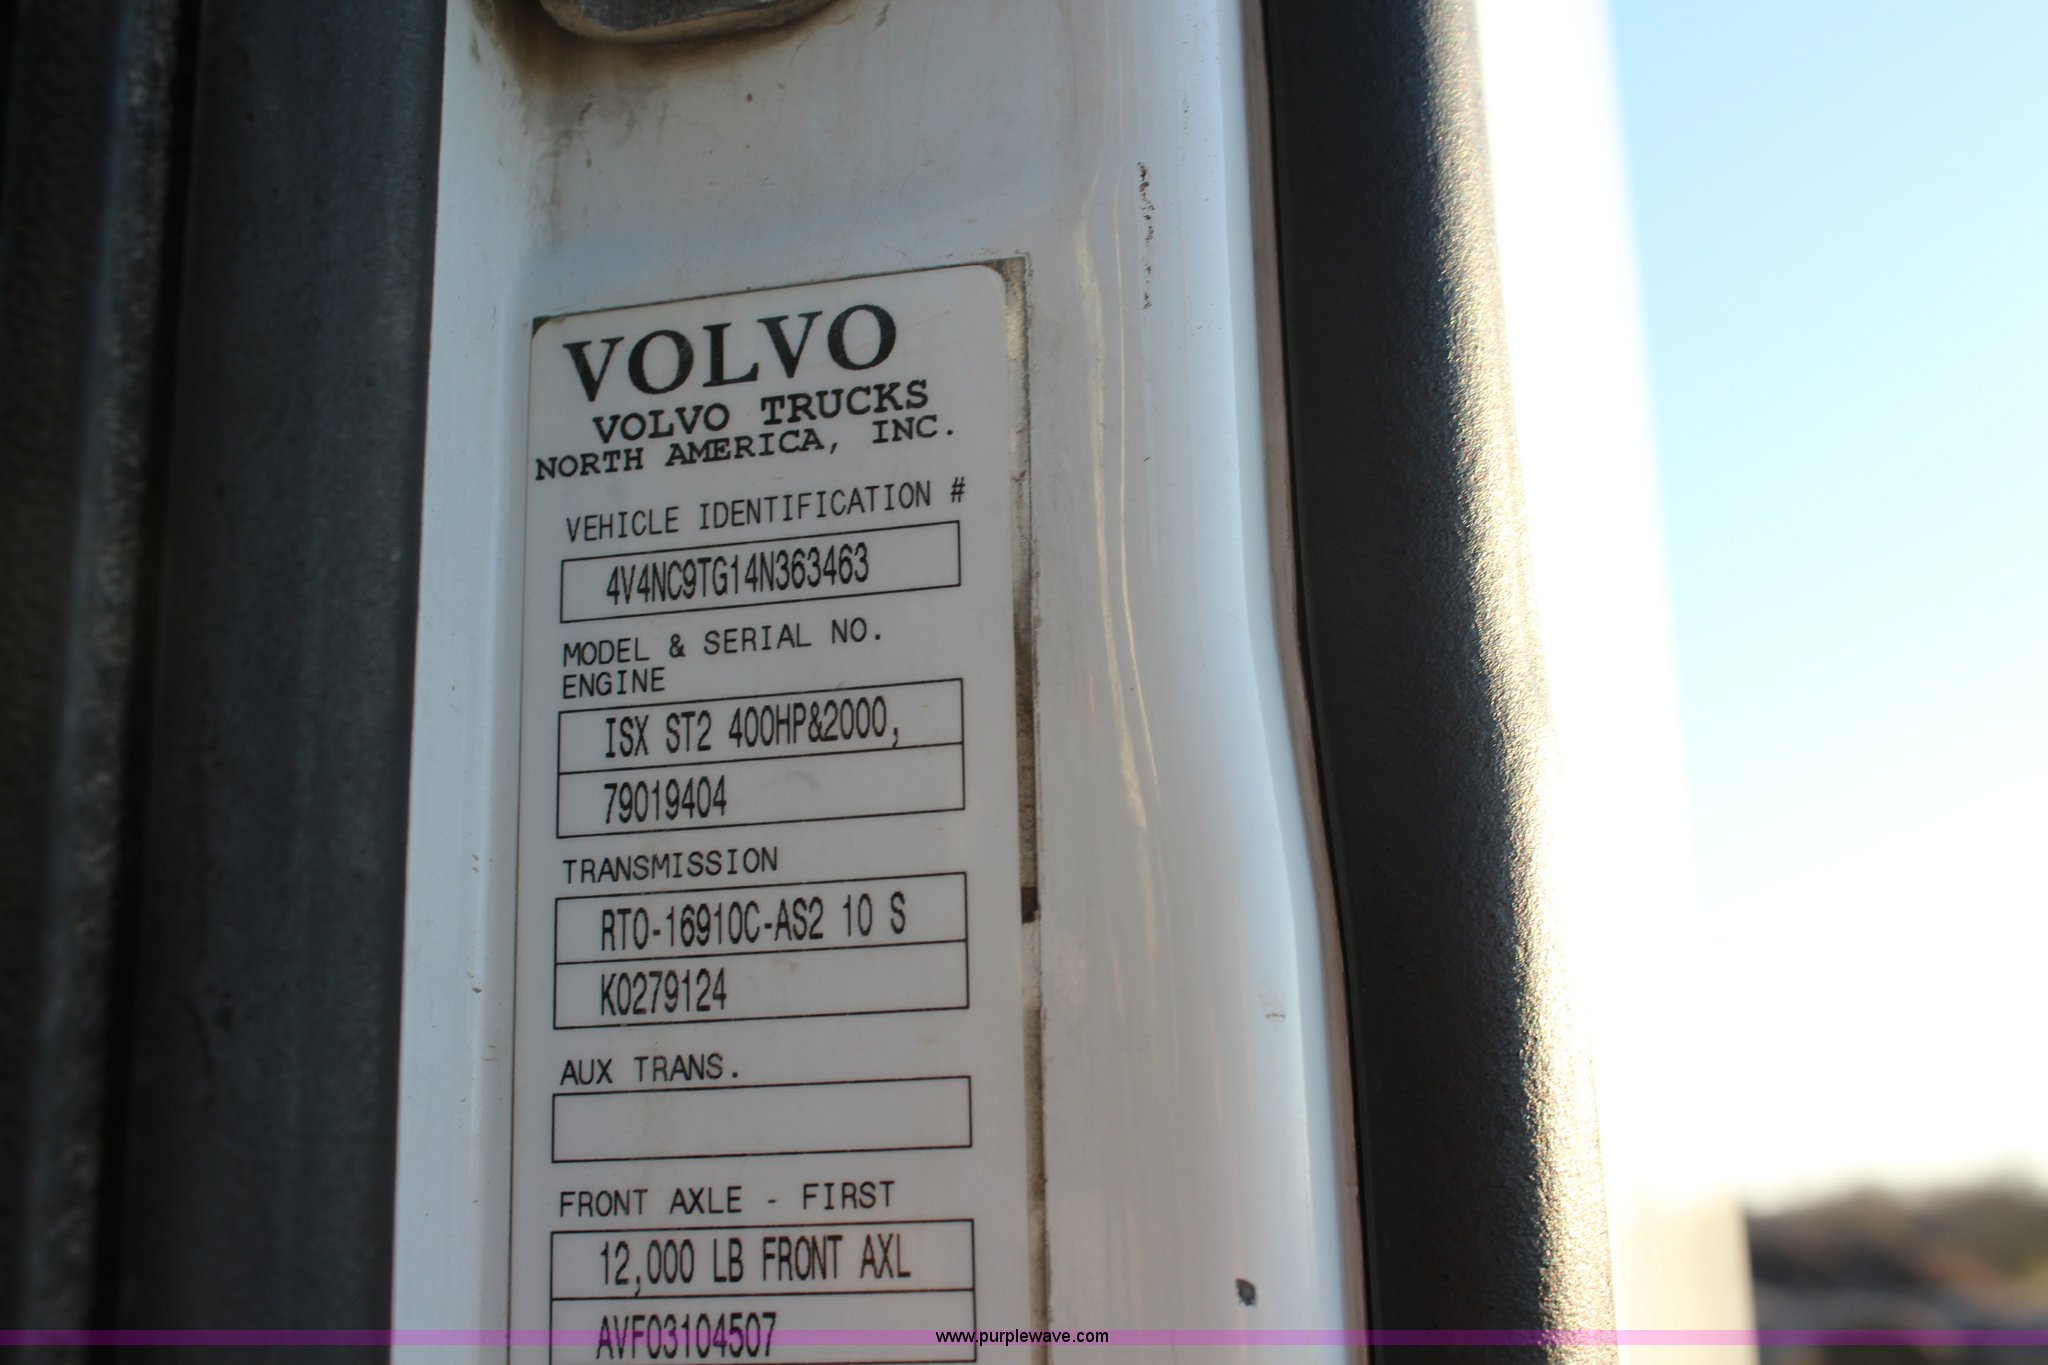 VOLVO
VOLVO TRUCKS
NORTH AMERICA, INC.
VEHICLE IDENTIFICATION #
4V4NC9TG14N363463
MODEL & SERIAL NO.
ENGINE
ISX ST2 400HP&2000,
79019404
TRANSMISSION
RTO-16910C-AS2 10 S
K0279124
AUX TRANS.
FRONT AXLE - FIRST
12,000 LB FRONT AXL
AVF03104507
www.purplewave.com